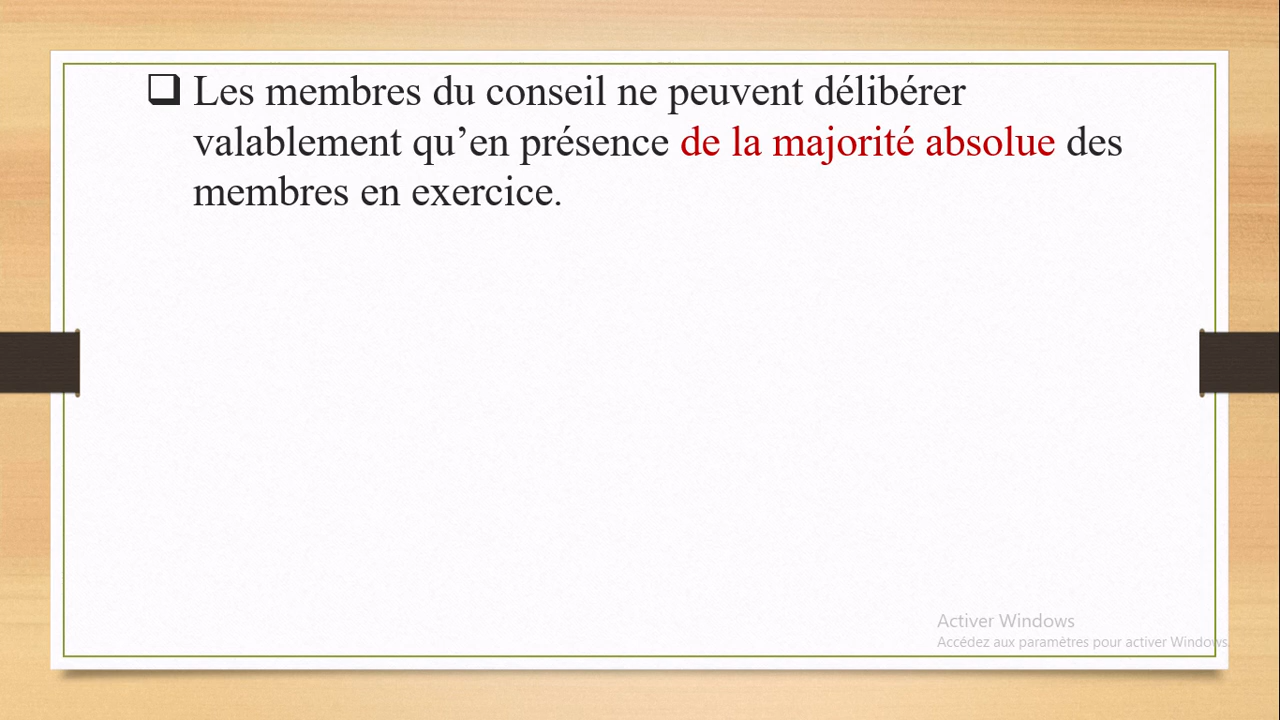 Les membres du conseil ne peuvent délibérer
valablement qu’en présence de la majorité absolue des
membres en exercice.
Activer Windows
Accédez aux paramètres pour activer Windows.